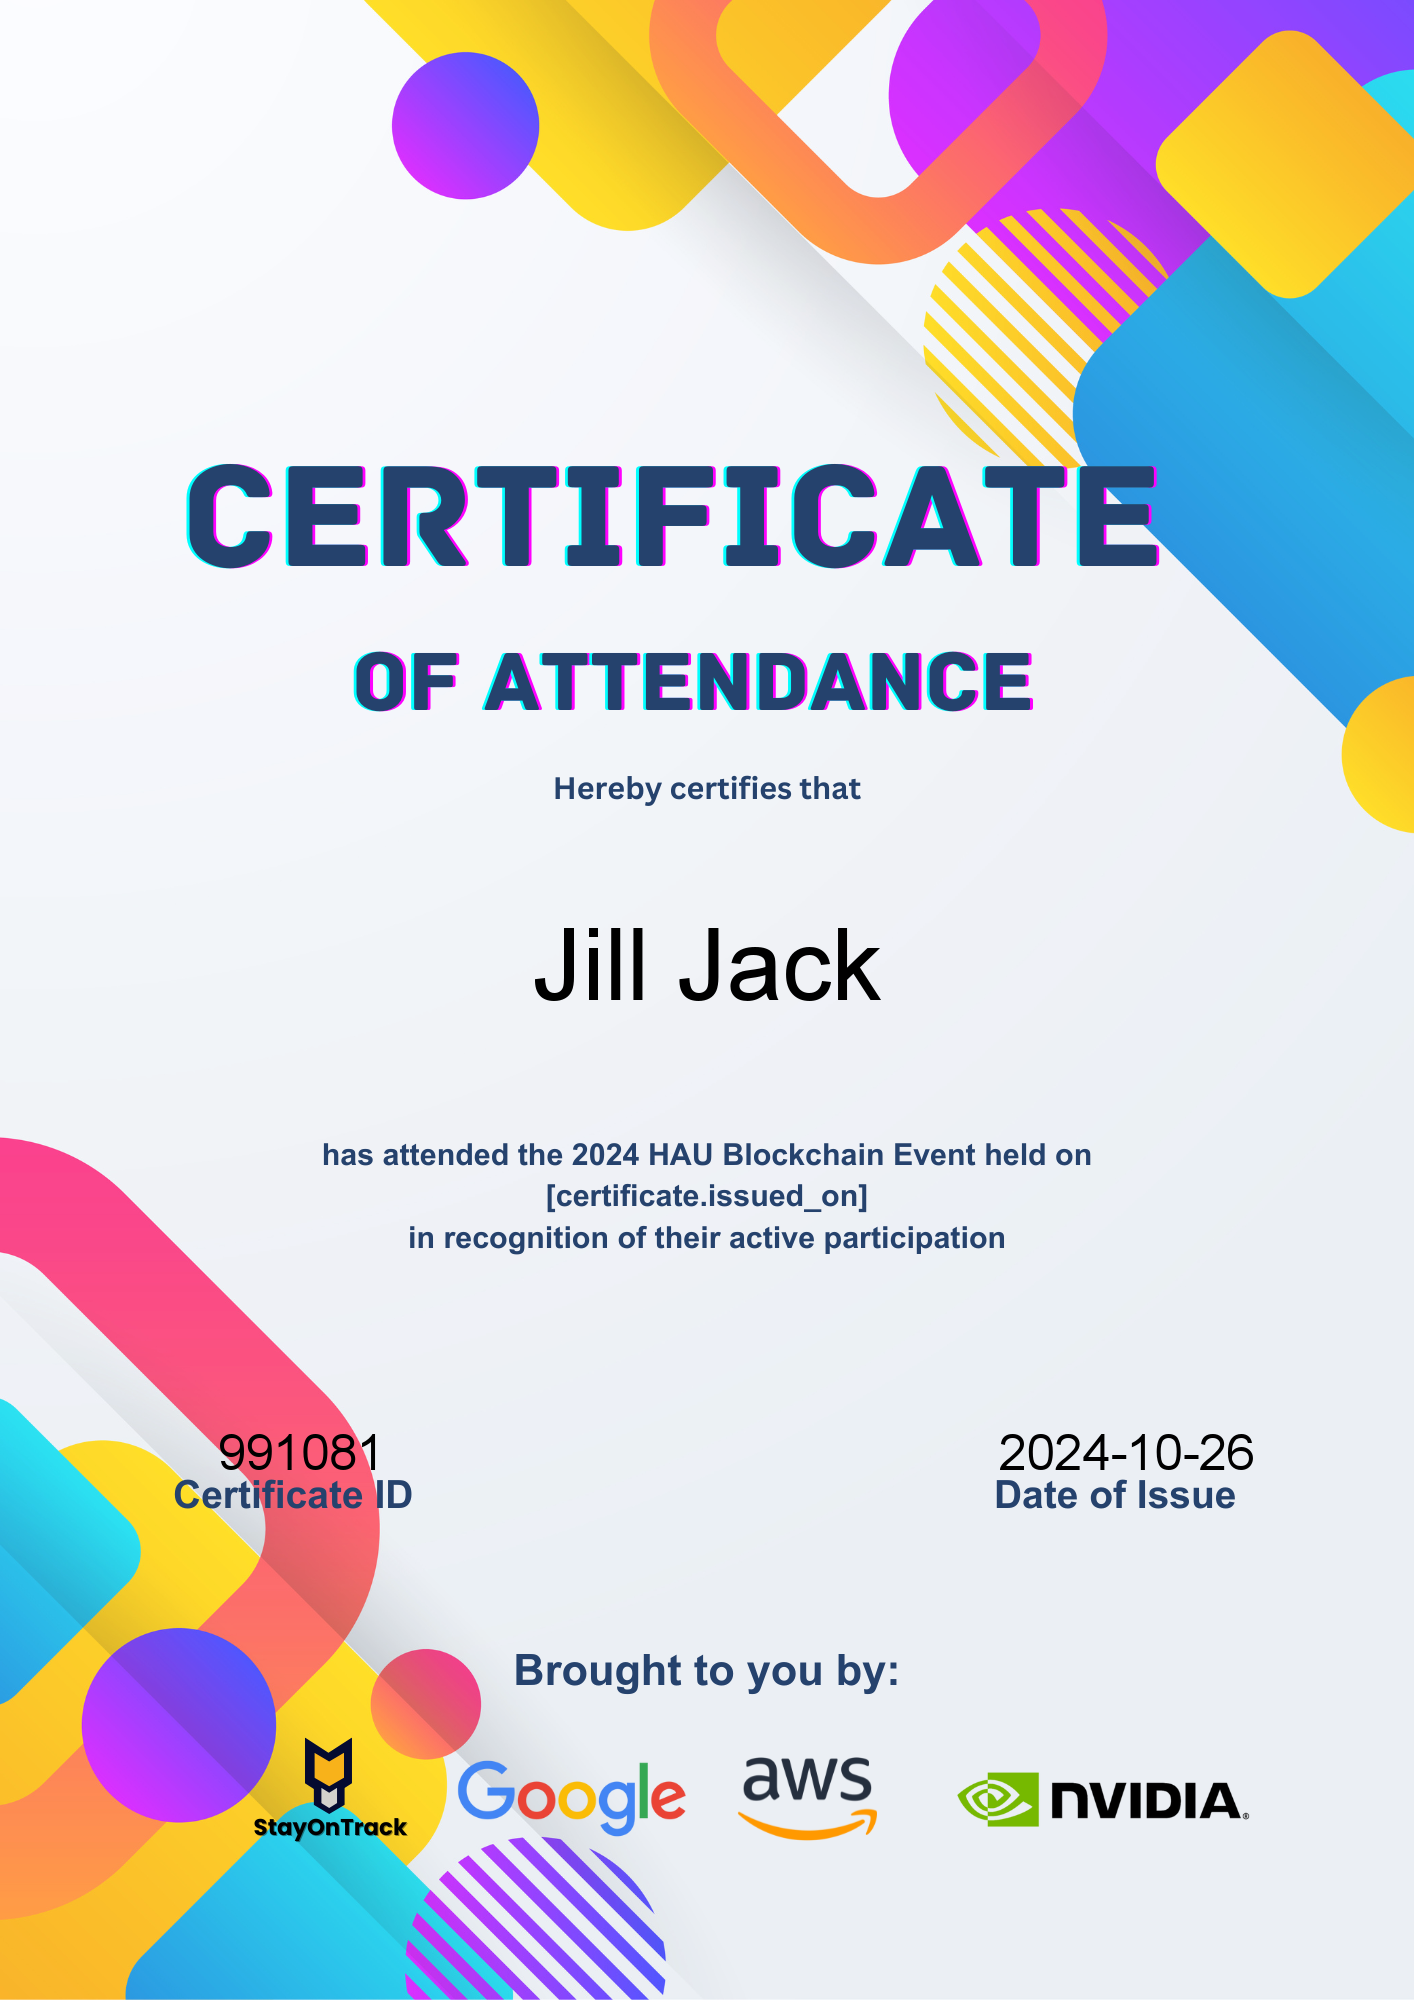 CERTIFICATE
OF ATTENDANCE
Hereby certifies that
Jill Jack
has attended the 2024 HAU Blockchain Event held on
[certificate.issued_on]
in recognition of their active participation
991081
Certificate ID
2024-10-26
Date of Issue
Brought to you by:
StayOnTrack
Google
aws
NVIDIA®